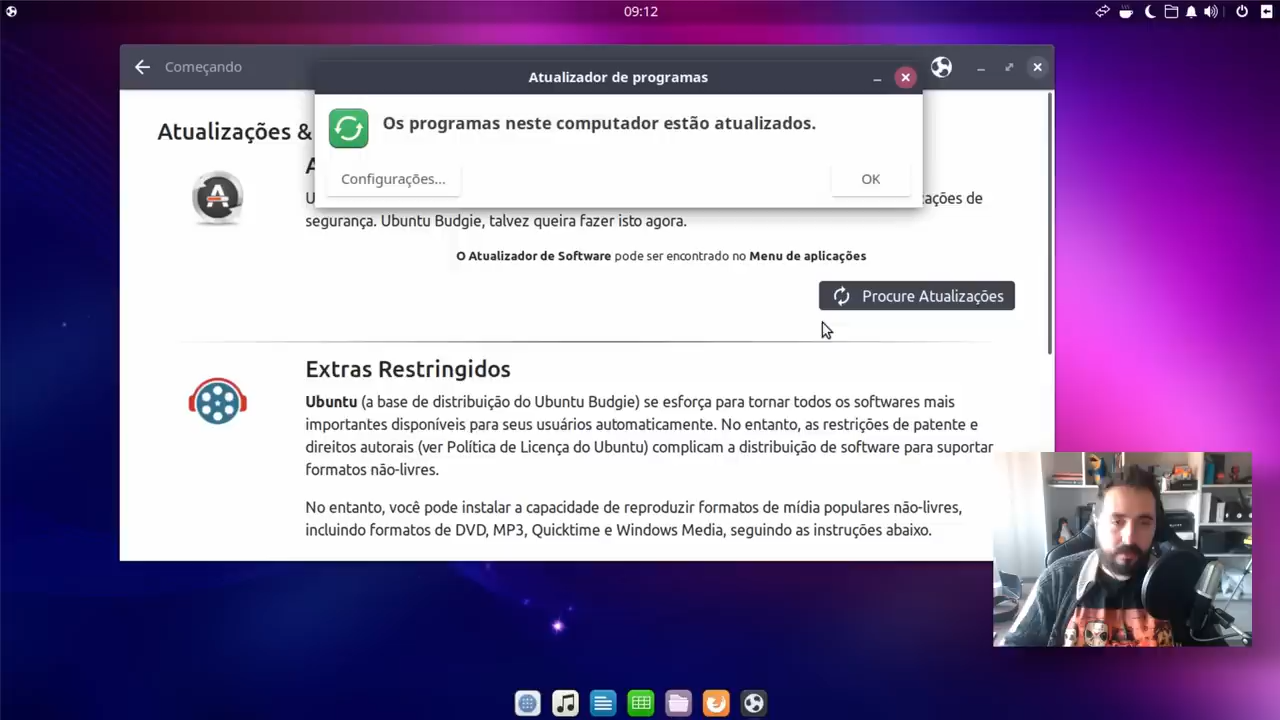 09:12
Começando
Atualizador de programas
Os programas neste computador estão atualizados.
Configurações...
OK
Atualizações &
A
U
ações de
segurança. Ubuntu Budgie, talvez queira fazer isto agora.
O Atualizador de Software pode ser encontrado no Menu de aplicações
Procure Atualizações
Extras Restringidos
Ubuntu (a base de distribuição do Ubuntu Budgie) se esforça para tornar todos os softwares mais
importantes disponíveis para seus usuários automaticamente. No entanto, as restrições de patente e
direitos autorais (ver Política de Licença do Ubuntu) complicam a distribuição de software para suportar
formatos não-livres.
No entanto, você pode instalar a capacidade de reproduzir formatos de mídia populares não-livres,
incluindo formatos de DVD, MP3, Quicktime e Windows Media, seguindo as instruções abaixo.